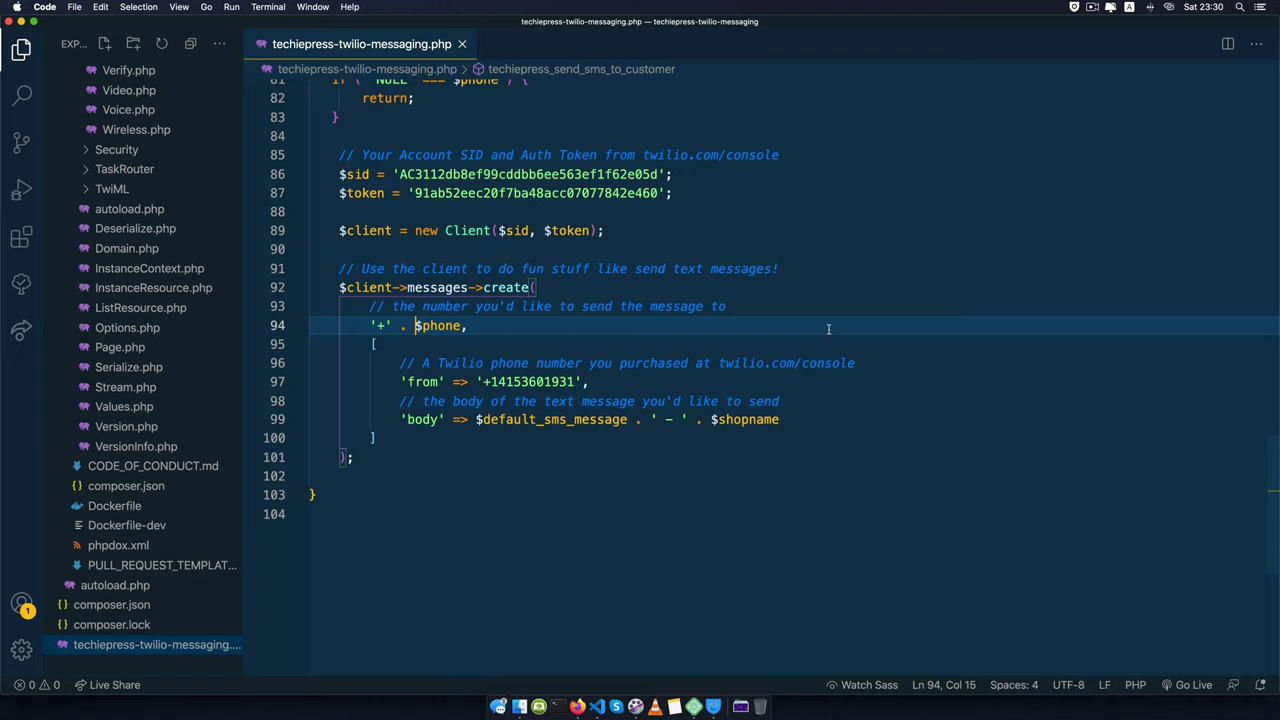 Code File Edit Selection View Go Run Terminal Window Help
A Sat 23:30
techiepress-twilio-messaging.php — techiepress-twilio-messaging
EXP...
techiepress-twilio-messaging.php
techiepress-twilio-messaging.php > techiepress_send_sms_to_customer
Verify.php
Video.php
Voice.php
Wireless.php
Security
TaskRouter
TwiML
autoload.php
Deserialize.php
Domain.php
InstanceContext.php
InstanceResource.php
ListResource.php
Options.php
Page.php
Serialize.php
Stream.php
Values.php
Version.php
VersionInfo.php
CODE_OF_CONDUCT.md
composer.json
Dockerfile
Dockerfile-dev
phpdox.xml
PULL_REQUEST_TEMPLAT...
autoload.php
composer.json
composer.lock
techiepress-twilio-messaging....
1
81 if ( 'NULL' === $phone ) {
82 return;
83 }
84
85 // Your Account SID and Auth Token from twilio.com/console
86 $sid = 'AC3112db8ef99cddbb6ee563ef1f62e05d';
87 $token = '91ab52eec20f7ba48acc07077842e460';
88
89 $client = new Client($sid, $token);
90
91 // Use the client to do fun stuff like send text messages!
92 $client->messages->create(
93 // the number you'd like to send the message to
94 '+' . $phone,
95 [
96 // A Twilio phone number you purchased at twilio.com/console
97 'from' => '+14153601931',
98 // the body of the text message you'd like to send
99 'body' => $default_sms_message . ' - ' . $shopname
100 ]
101 );
102
103 }
104
0 0 Live Share
Watch Sass Ln 94, Col 15 Spaces: 4 UTF-8 LF PHP Go Live